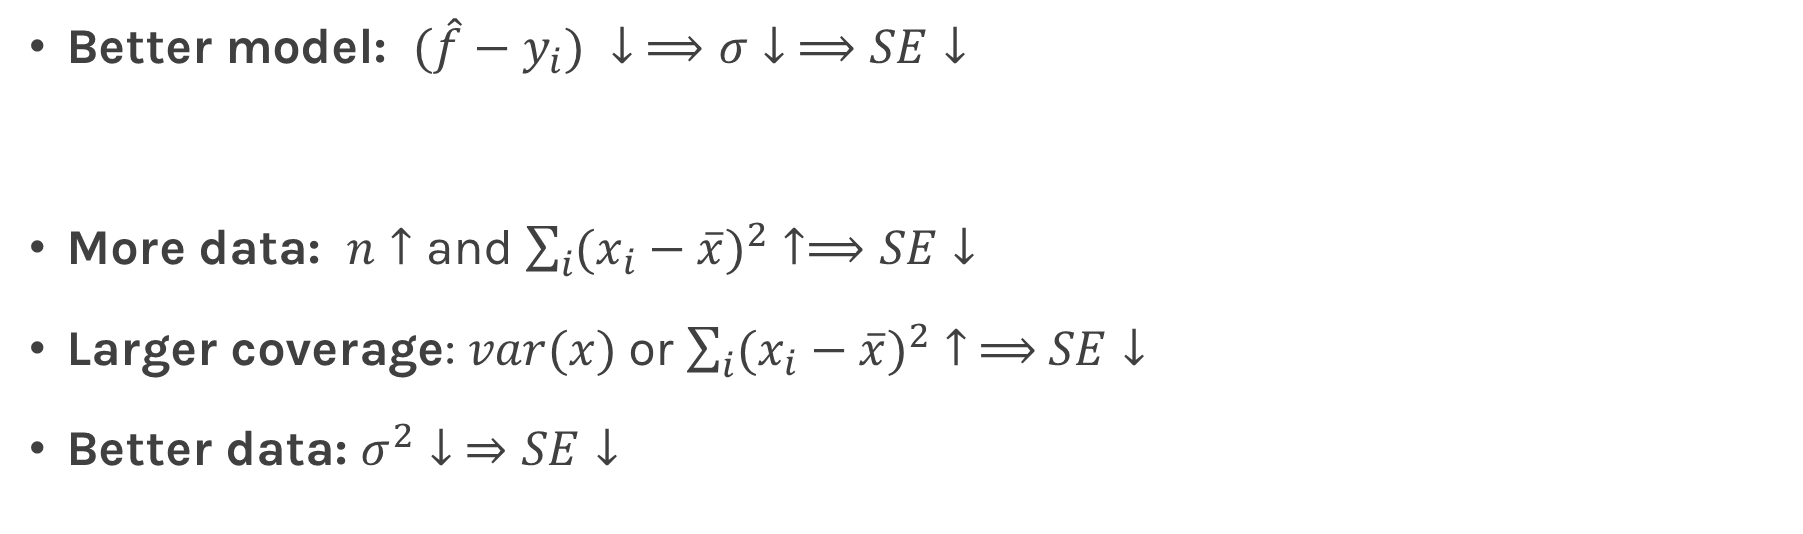 • Better model: (f̂ − yᵢ) ↓⟹ σ ↓⟹ SE ↓
• More data: n ↑ and ∑ᵢ(xᵢ − x̄)² ↑⟹ SE ↓
• Larger coverage: var(x) or ∑ᵢ(xᵢ − x̄)² ↑⟹ SE ↓
• Better data: σ² ↓⇒ SE ↓